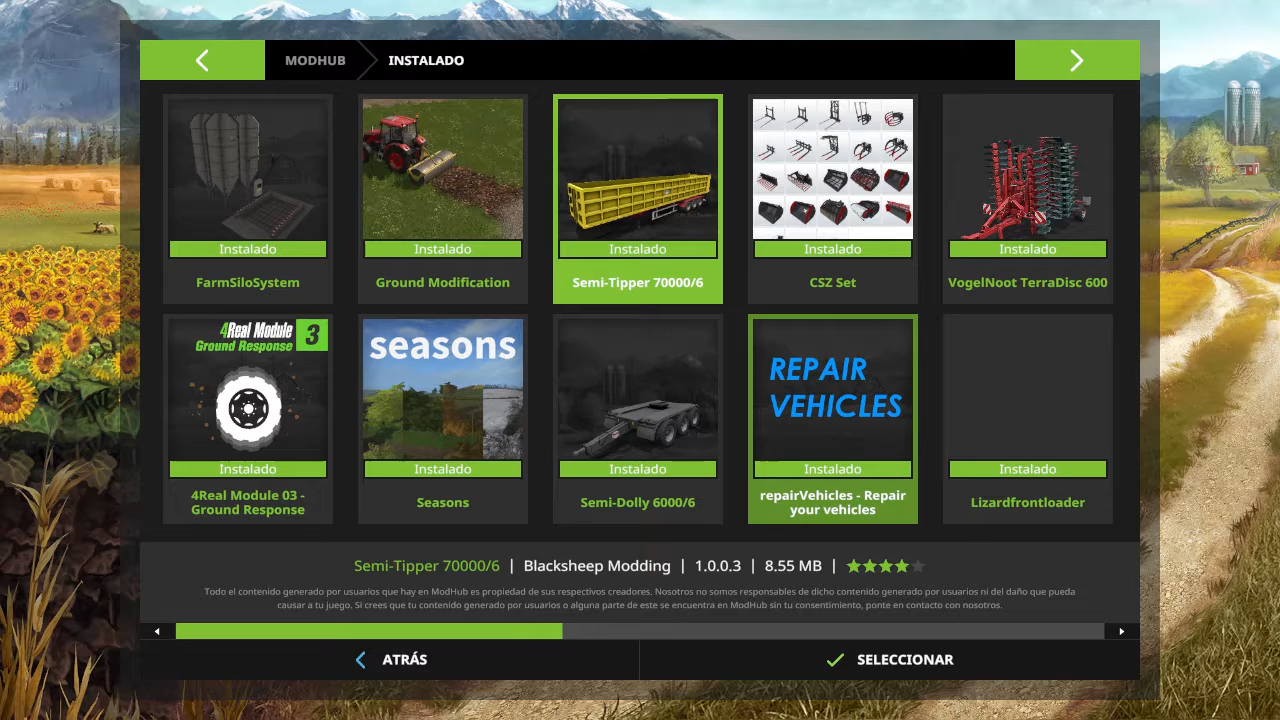 MODHUB
INSTALADO
Instalado
Instalado
Instalado
Instalado
Instalado
FarmSiloSystem
Ground Modification
Semi-Tipper 70000/6
CSZ Set
VogelNoot TerraDisc 600
4Real Module 3
Ground Response
seasons
REPAIR
VEHICLES
Instalado
Instalado
Instalado
Instalado
Instalado
4Real Module 03 -
Ground Response
Seasons
Semi-Dolly 6000/6
repairVehicles - Repair
your vehicles
Lizardfrontloader
Semi-Tipper 70000/6 | Blacksheep Modding | 1.0.0.3 | 8.55 MB |
Todo el contenido generado por usuarios que hay en ModHub es propiedad de sus respectivos creadores. Nosotros no somos responsables de dicho contenido generado por usuarios ni del daño que pueda
causar a tu juego. Si crees que tu contenido generado por usuarios o alguna parte de este se encuentra en ModHub sin tu consentimiento, ponte en contacto con nosotros.
ATRÁS
SELECCIONAR